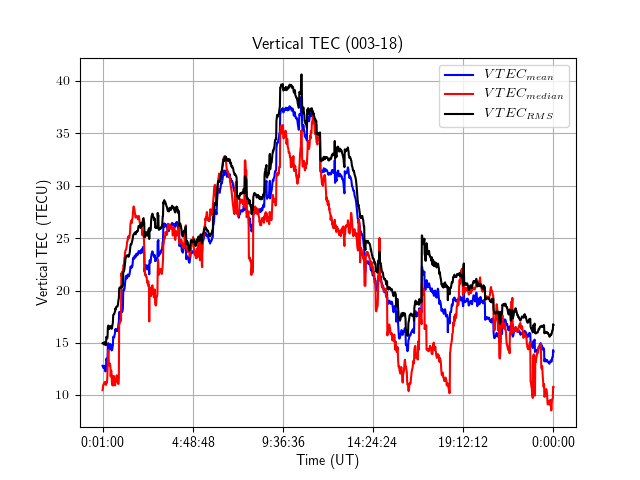 Vertical TEC (003-18)
VTEC_mean
VTEC_median
VTEC_RMS
Vertical TEC (TECU)
40
35
30
25
20
15
10
0:01:00 4:48:48 9:36:36 14:24:24 19:12:12 0:00:00
Time (UT)